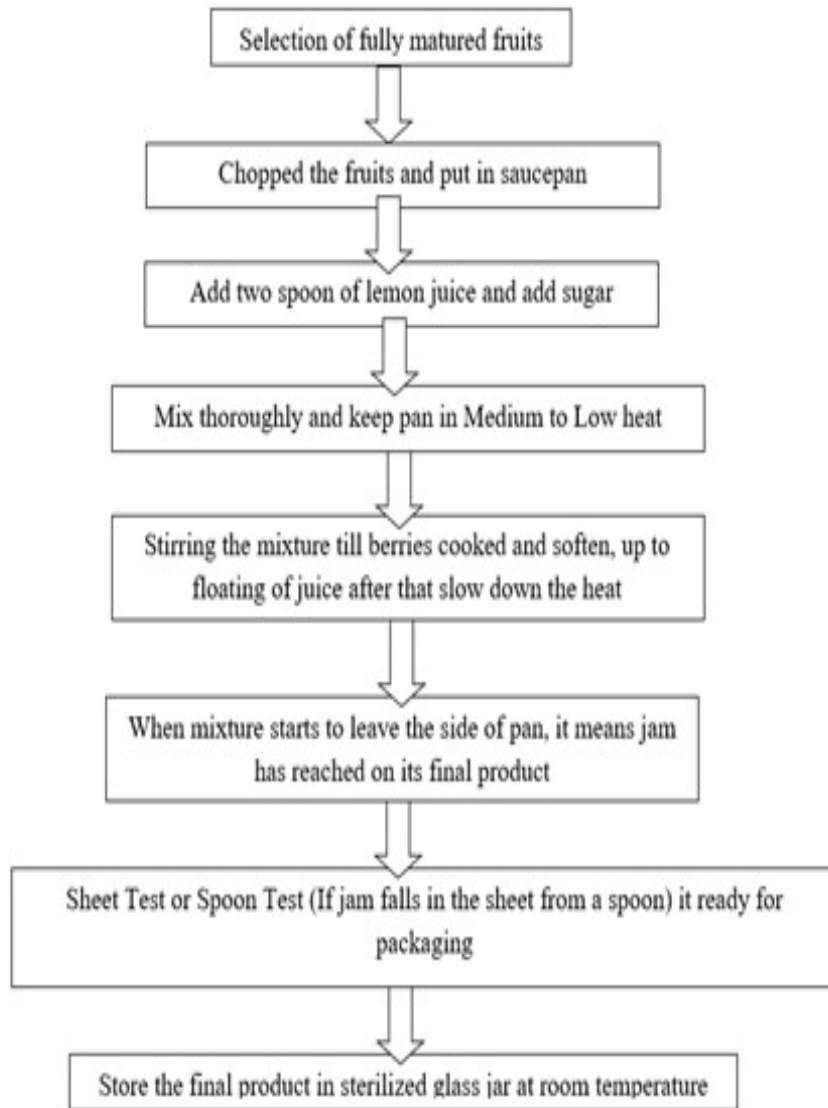 Selection of fully matured fruits
Chopped the fruits and put in saucepan
Add two spoon of lemon juice and add sugar
Mix thoroughly and keep pan in Medium to Low heat
Stirring the mixture till berries cooked and soften, up to
floating of juice after that slow down the heat
When mixture starts to leave the side of pan, it means jam
has reached on its final product
Sheet Test or Spoon Test (If jam falls in the sheet from a spoon) it ready for
packaging
Store the final product in sterilized glass jar at room temperature